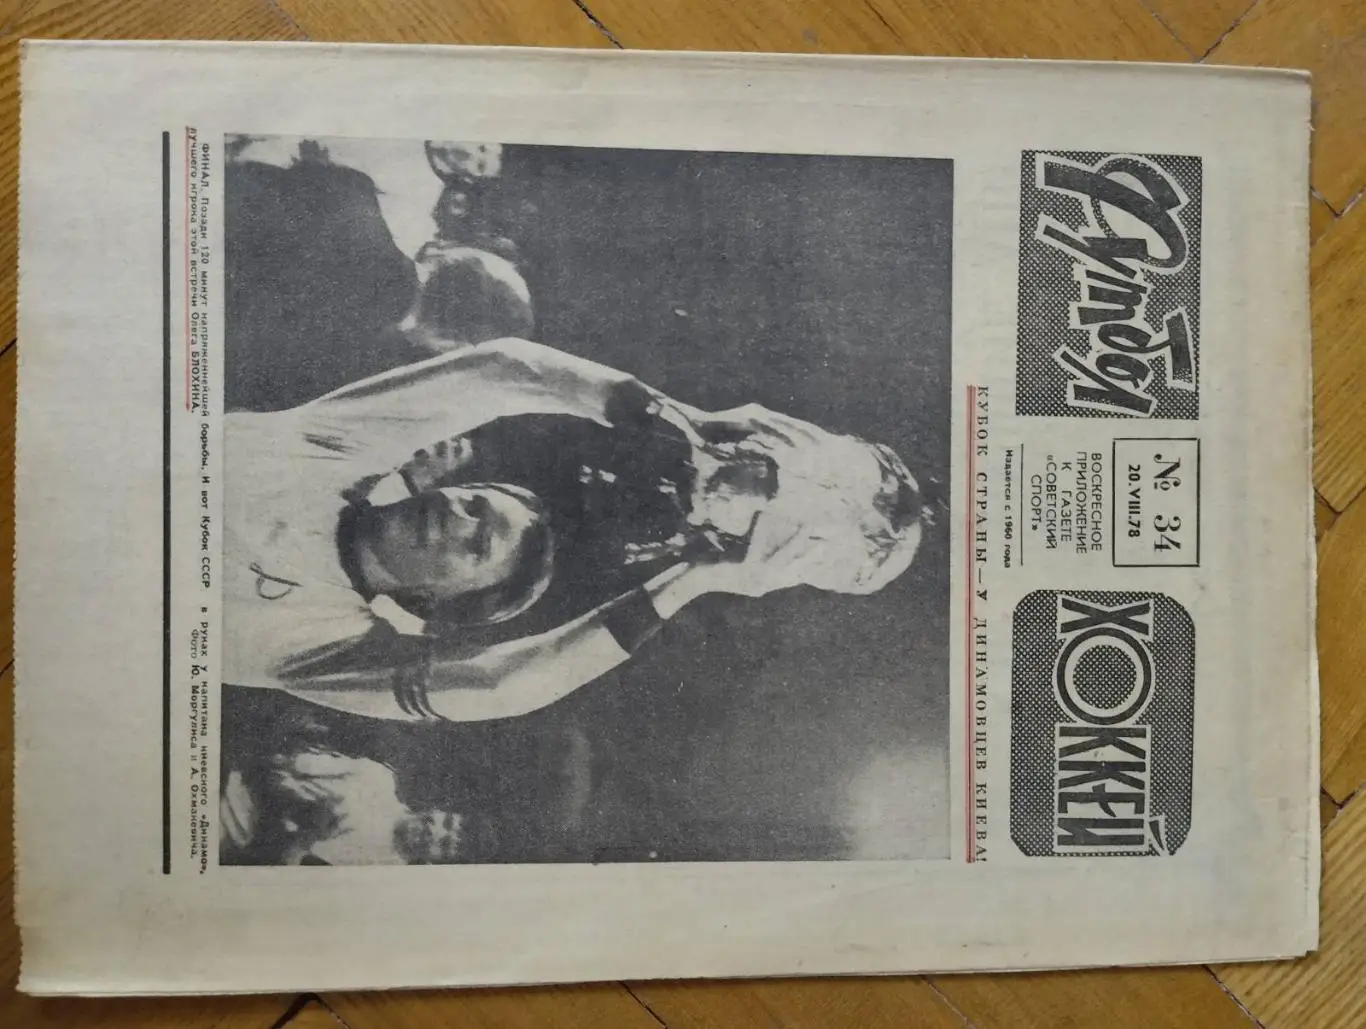 Футбол
№ 34
20.VIII.78
ВОСКРЕСНОЕ
ПРИЛОЖЕНИЕ
К ГАЗЕТЕ
«СОВЕТСКИЙ
СПОРТ»
Издается с 1960 года
ХОККЕЙ
КУБОК СТРАНЫ — У ДИНАМОВЦЕВ КИЕВА!
Д
ФИНАЛ. Позади 120 минут напряженнейшей борьбы. И вот Кубок СССР в руках у капитана киевского «Динамо»,
лучшего игрока этой встречи Олега БЛОХИНА.
Фото Ю. Моргулиса и А. Охманевича.